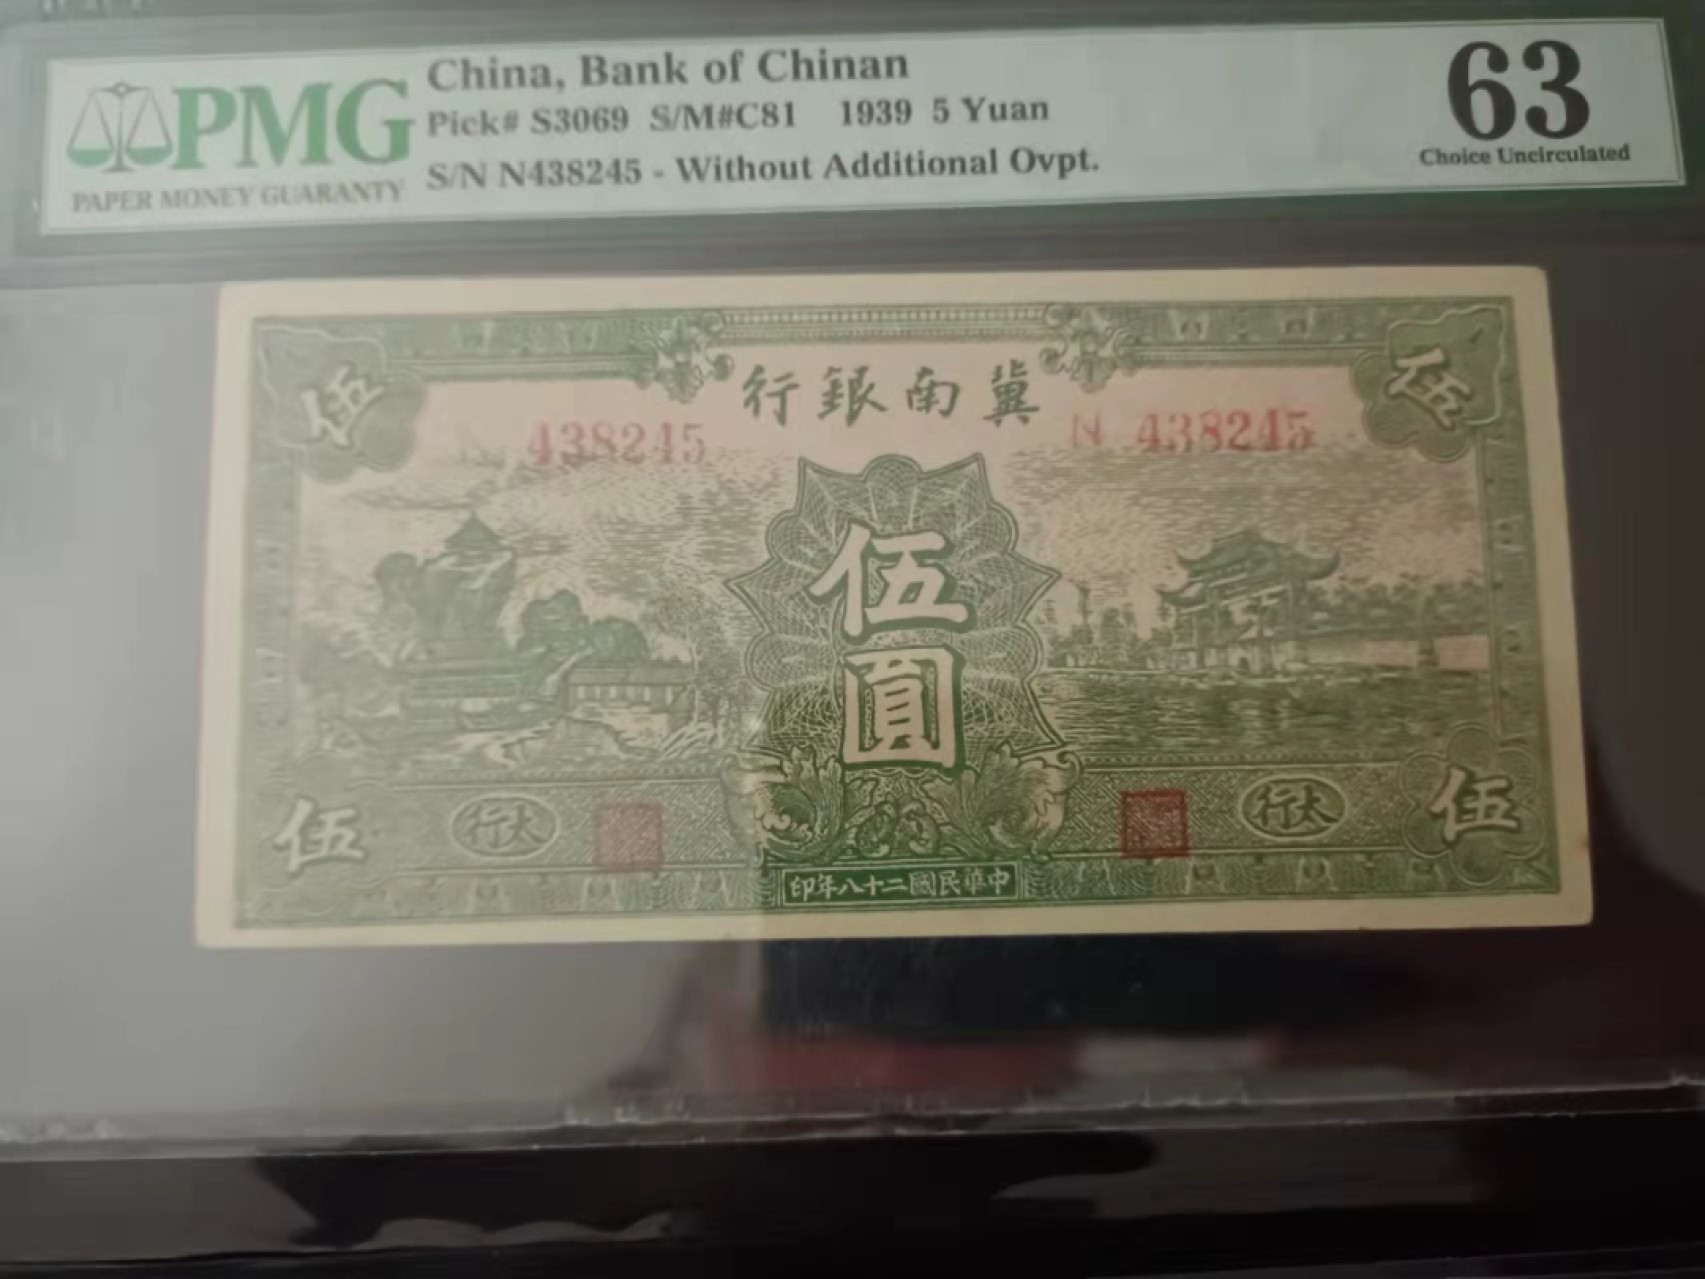 PMG
PAPER MONEY GUARANTY
China, Bank of Chinan
Pick# S3069 S/M#C81 1939 5 Yuan
S/N N438245 - Without Additional Ovpt.
63
Choice Uncirculated
伍
行銀南冀
伍
438245
N 438245
伍
圓
伍
行太
行太
伍
印年八十二國民華中